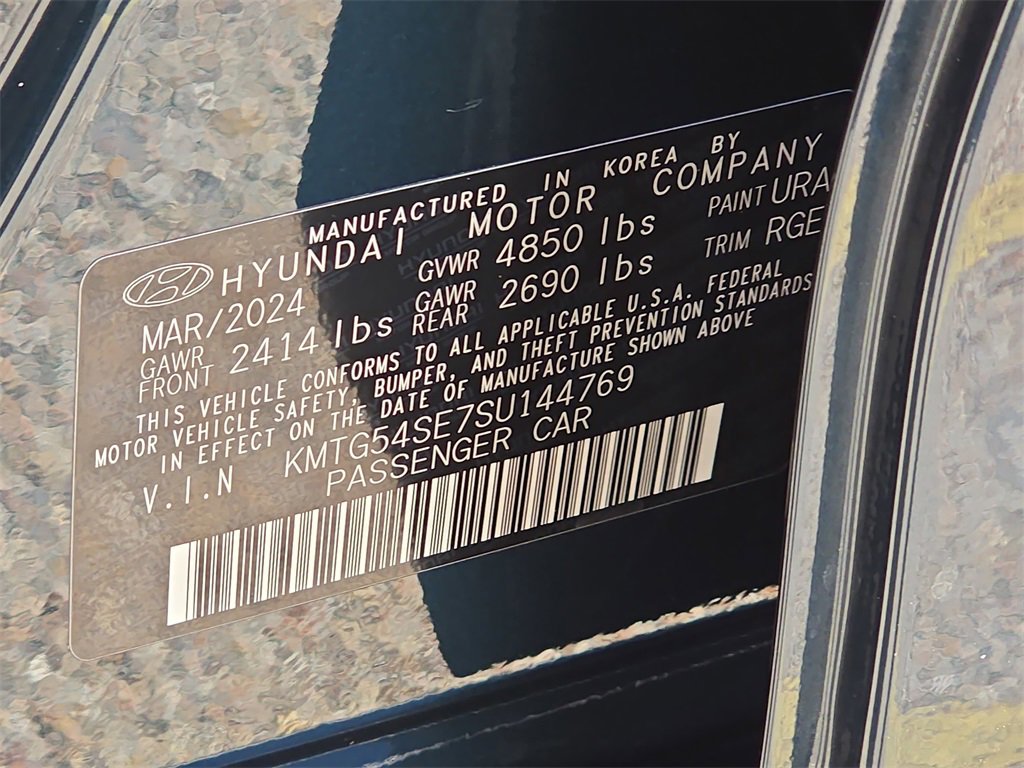 MANUFACTURED IN KOREA BY
HYUNDAI MOTOR COMPANY
MAR/2024 GVWR 4850 lbs PAINT URA
GAWR FRONT 2414 lbs GAWR REAR 2690 lbs TRIM RGE
THIS VEHICLE CONFORMS TO ALL APPLICABLE U.S.A. FEDERAL
MOTOR VEHICLE SAFETY, BUMPER, AND THEFT PREVENTION STANDARDS
IN EFFECT ON THE DATE OF MANUFACTURE SHOWN ABOVE
V.I.N KMTG54SE7SU144769
PASSENGER CAR